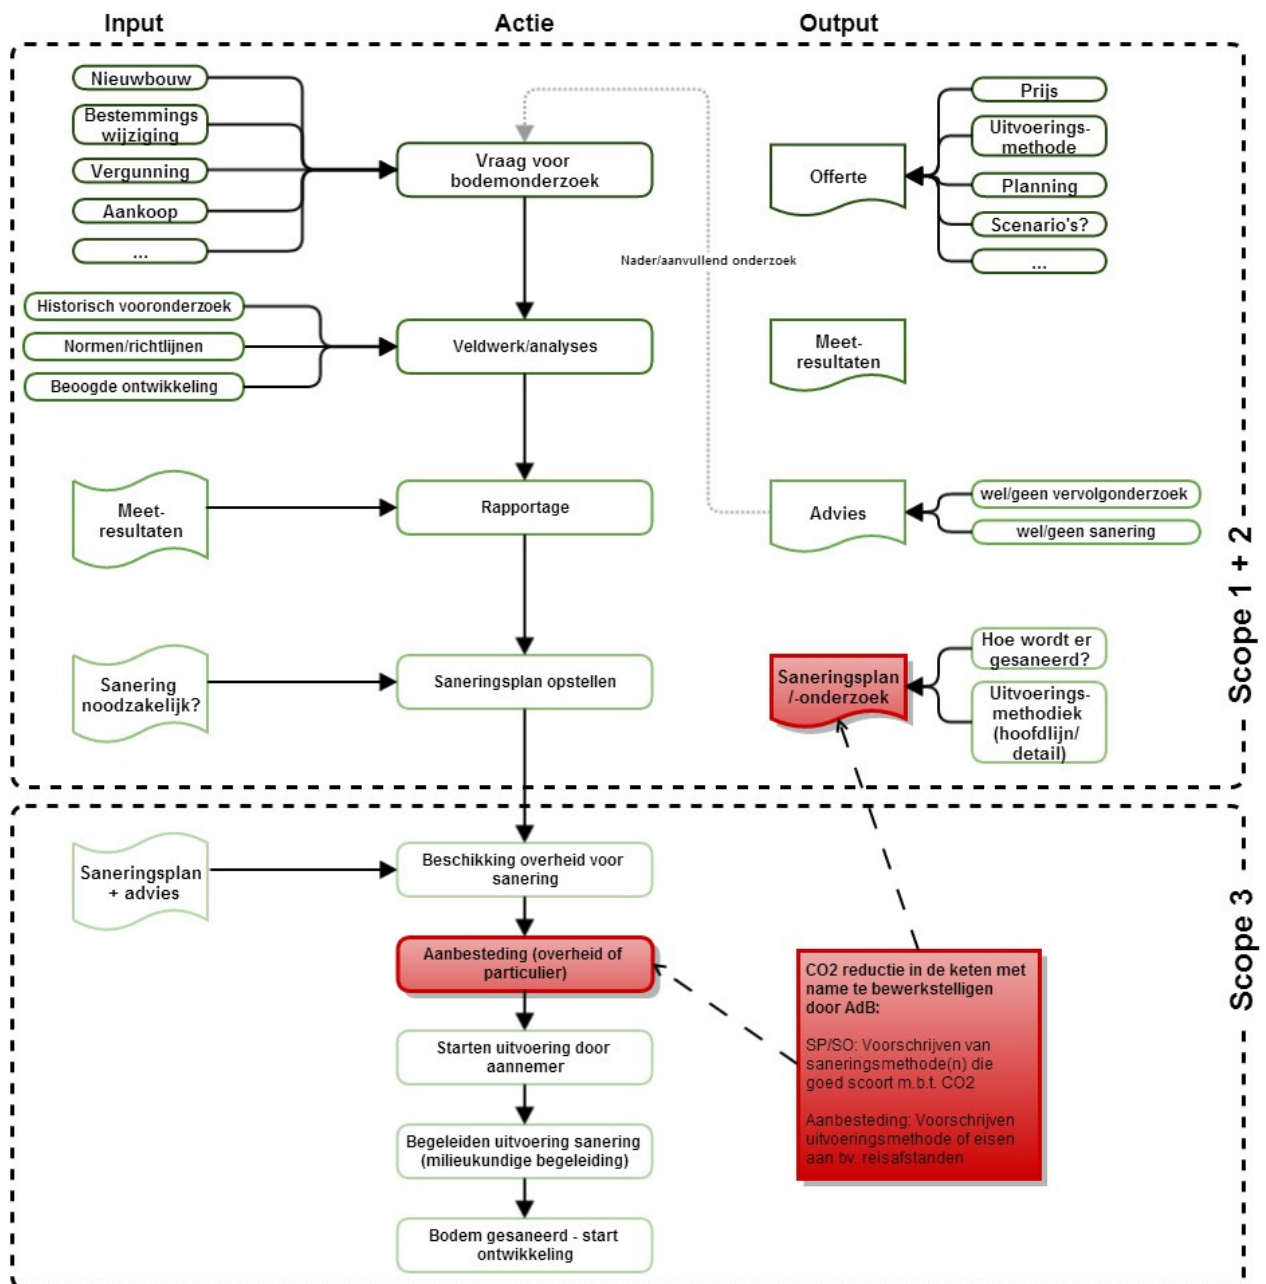 Input
Actie
Output
Nieuwbouw
Bestemmings
wijziging
Vergunning
Aankoop
...
Vraag voor
bodemonderzoek
Offerte
Prijs
Uitvoerings-
methode
Planning
Scenario's?
...
Nader/aanvullend onderzoek
Historisch vooronderzoek
Normen/richtlijnen
Beoogde ontwikkeling
Veldwerk/analyses
Meet-
resultaten
Meet-
resultaten
Rapportage
Advies
wel/geen vervolgonderzoek
wel/geen sanering
Scope 1 + 2
Sanering
noodzakelijk?
Saneringsplan opstellen
Saneringsplan
/-onderzoek
Hoe wordt er
gesaneerd?
Uitvoerings-
methodiek
(hoofdlijn/
detail)
Saneringsplan
+ advies
Beschikking overheid voor
sanering
Aanbesteding (overheid of
particulier)
Starten uitvoering door
aannemer
Begeleiden uitvoering sanering
(milieukundige begeleiding)
Bodem gesaneerd - start
ontwikkeling
CO2 reductie in de keten met
name te bewerkstelligen
door AdB:
SP/SO: Voorschrijven van
saneringsmethode(n) die
goed scoort m.b.t. CO2
Aanbesteding: Voorschrijven
uitvoeringsmethode of eisen
aan bv. reisafstanden
Scope 3